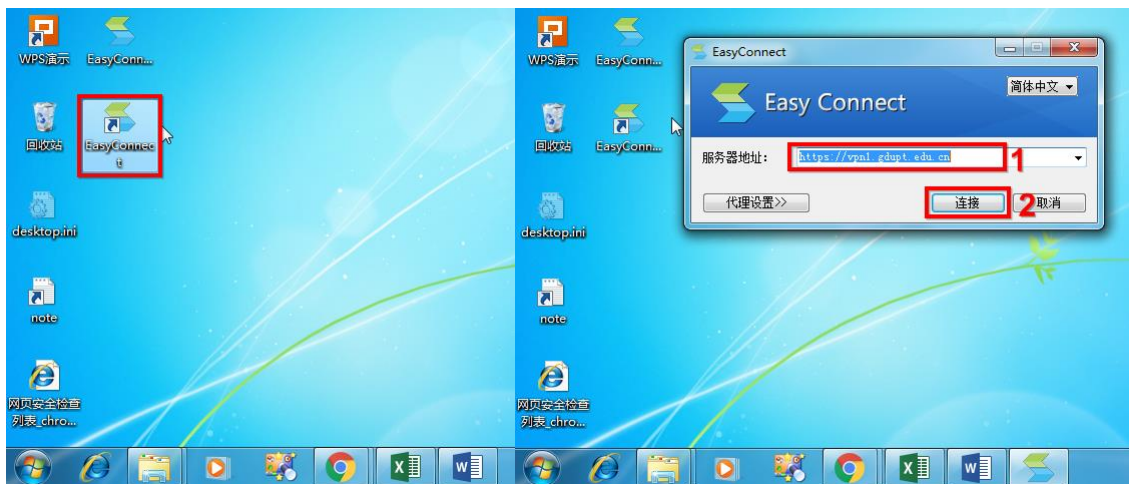 WPS演示
EasyConn...
回收站
EasyConnec
t
desktop.ini
note
网页安全检查
列表_chro...
WPS演示
EasyConn...
回收站
EasyConn...
desktop.ini
note
网页安全检查
列表_chro...
EasyConnect
简体中文
Easy Connect
服务器地址:
https://vpn1.gdupt.edu.cn
1
代理设置>>
连接
2
取消